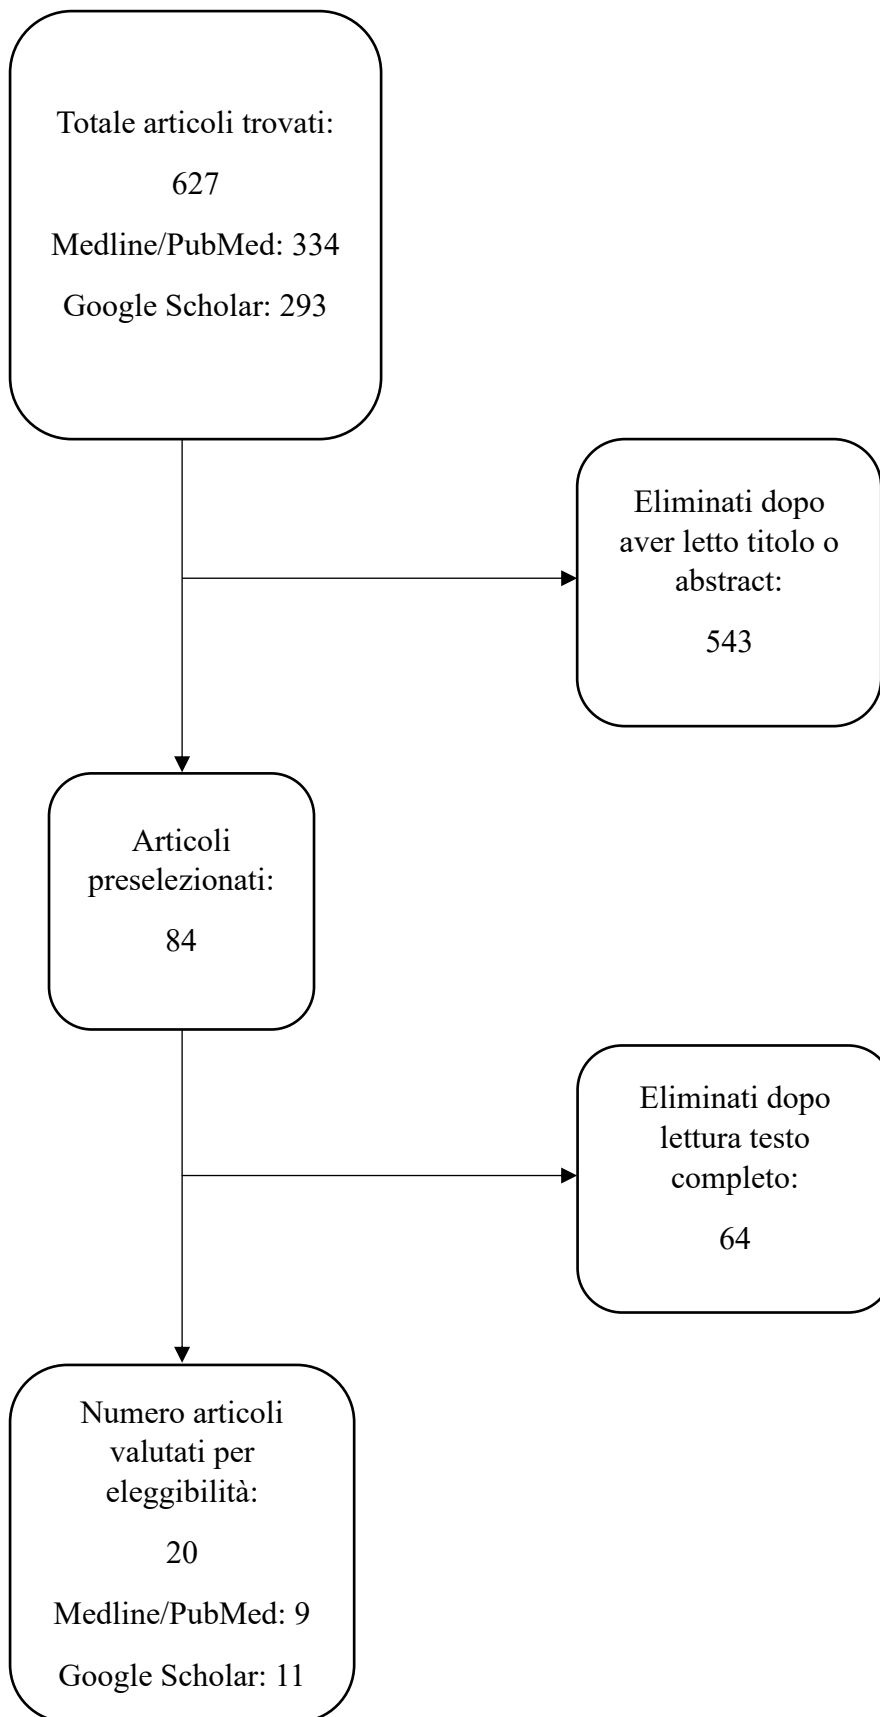 Totale articoli trovati:
627
Medline/PubMed: 334
Google Scholar: 293
Eliminati dopo
aver letto titolo o
abstract:
543
Articoli
preselezionati:
84
Eliminati dopo
lettura testo
completo:
64
Numero articoli
valutati per
eleggibilità:
20
Medline/PubMed: 9
Google Scholar: 11